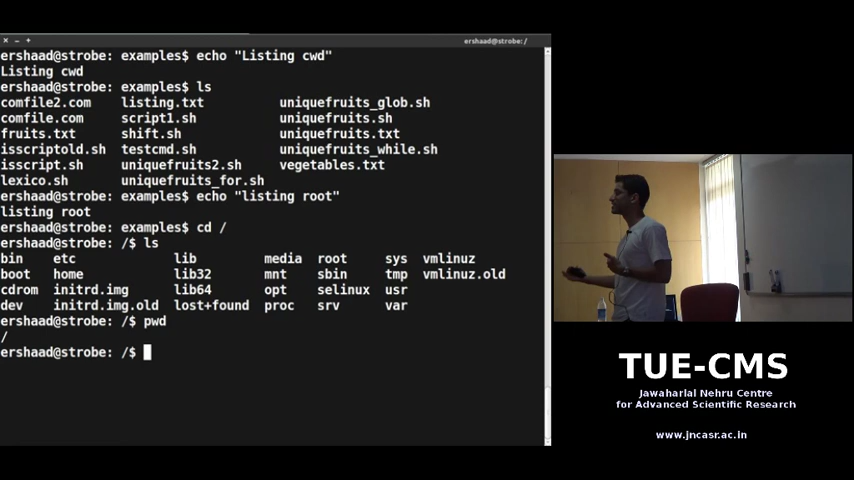 ershaad@strobe: /
ershaad@strobe: examples$ echo "Listing cwd"
Listing cwd
ershaad@strobe: examples$ ls
comfile2.com listing.txt uniquefruits_glob.sh
comfile.com script1.sh uniquefruits.sh
fruits.txt shift.sh uniquefruits.txt
isscriptold.sh testcmd.sh uniquefruits_while.sh
isscript.sh uniquefruits2.sh vegetables.txt
lexico.sh uniquefruits_for.sh
ershaad@strobe: examples$ echo "listing root"
listing root
ershaad@strobe: examples$ cd /
ershaad@strobe: /$ ls
bin etc lib media root sys vmlinuz
boot home lib32 mnt sbin tmp vmlinuz.old
cdrom initrd.img lib64 opt selinux usr
dev initrd.img.old lost+found proc srv var
ershaad@strobe: /$ pwd
/
ershaad@strobe: /$
TUE-CMS
Jawaharlal Nehru Centre
for Advanced Scientific Research
www.jncasr.ac.in